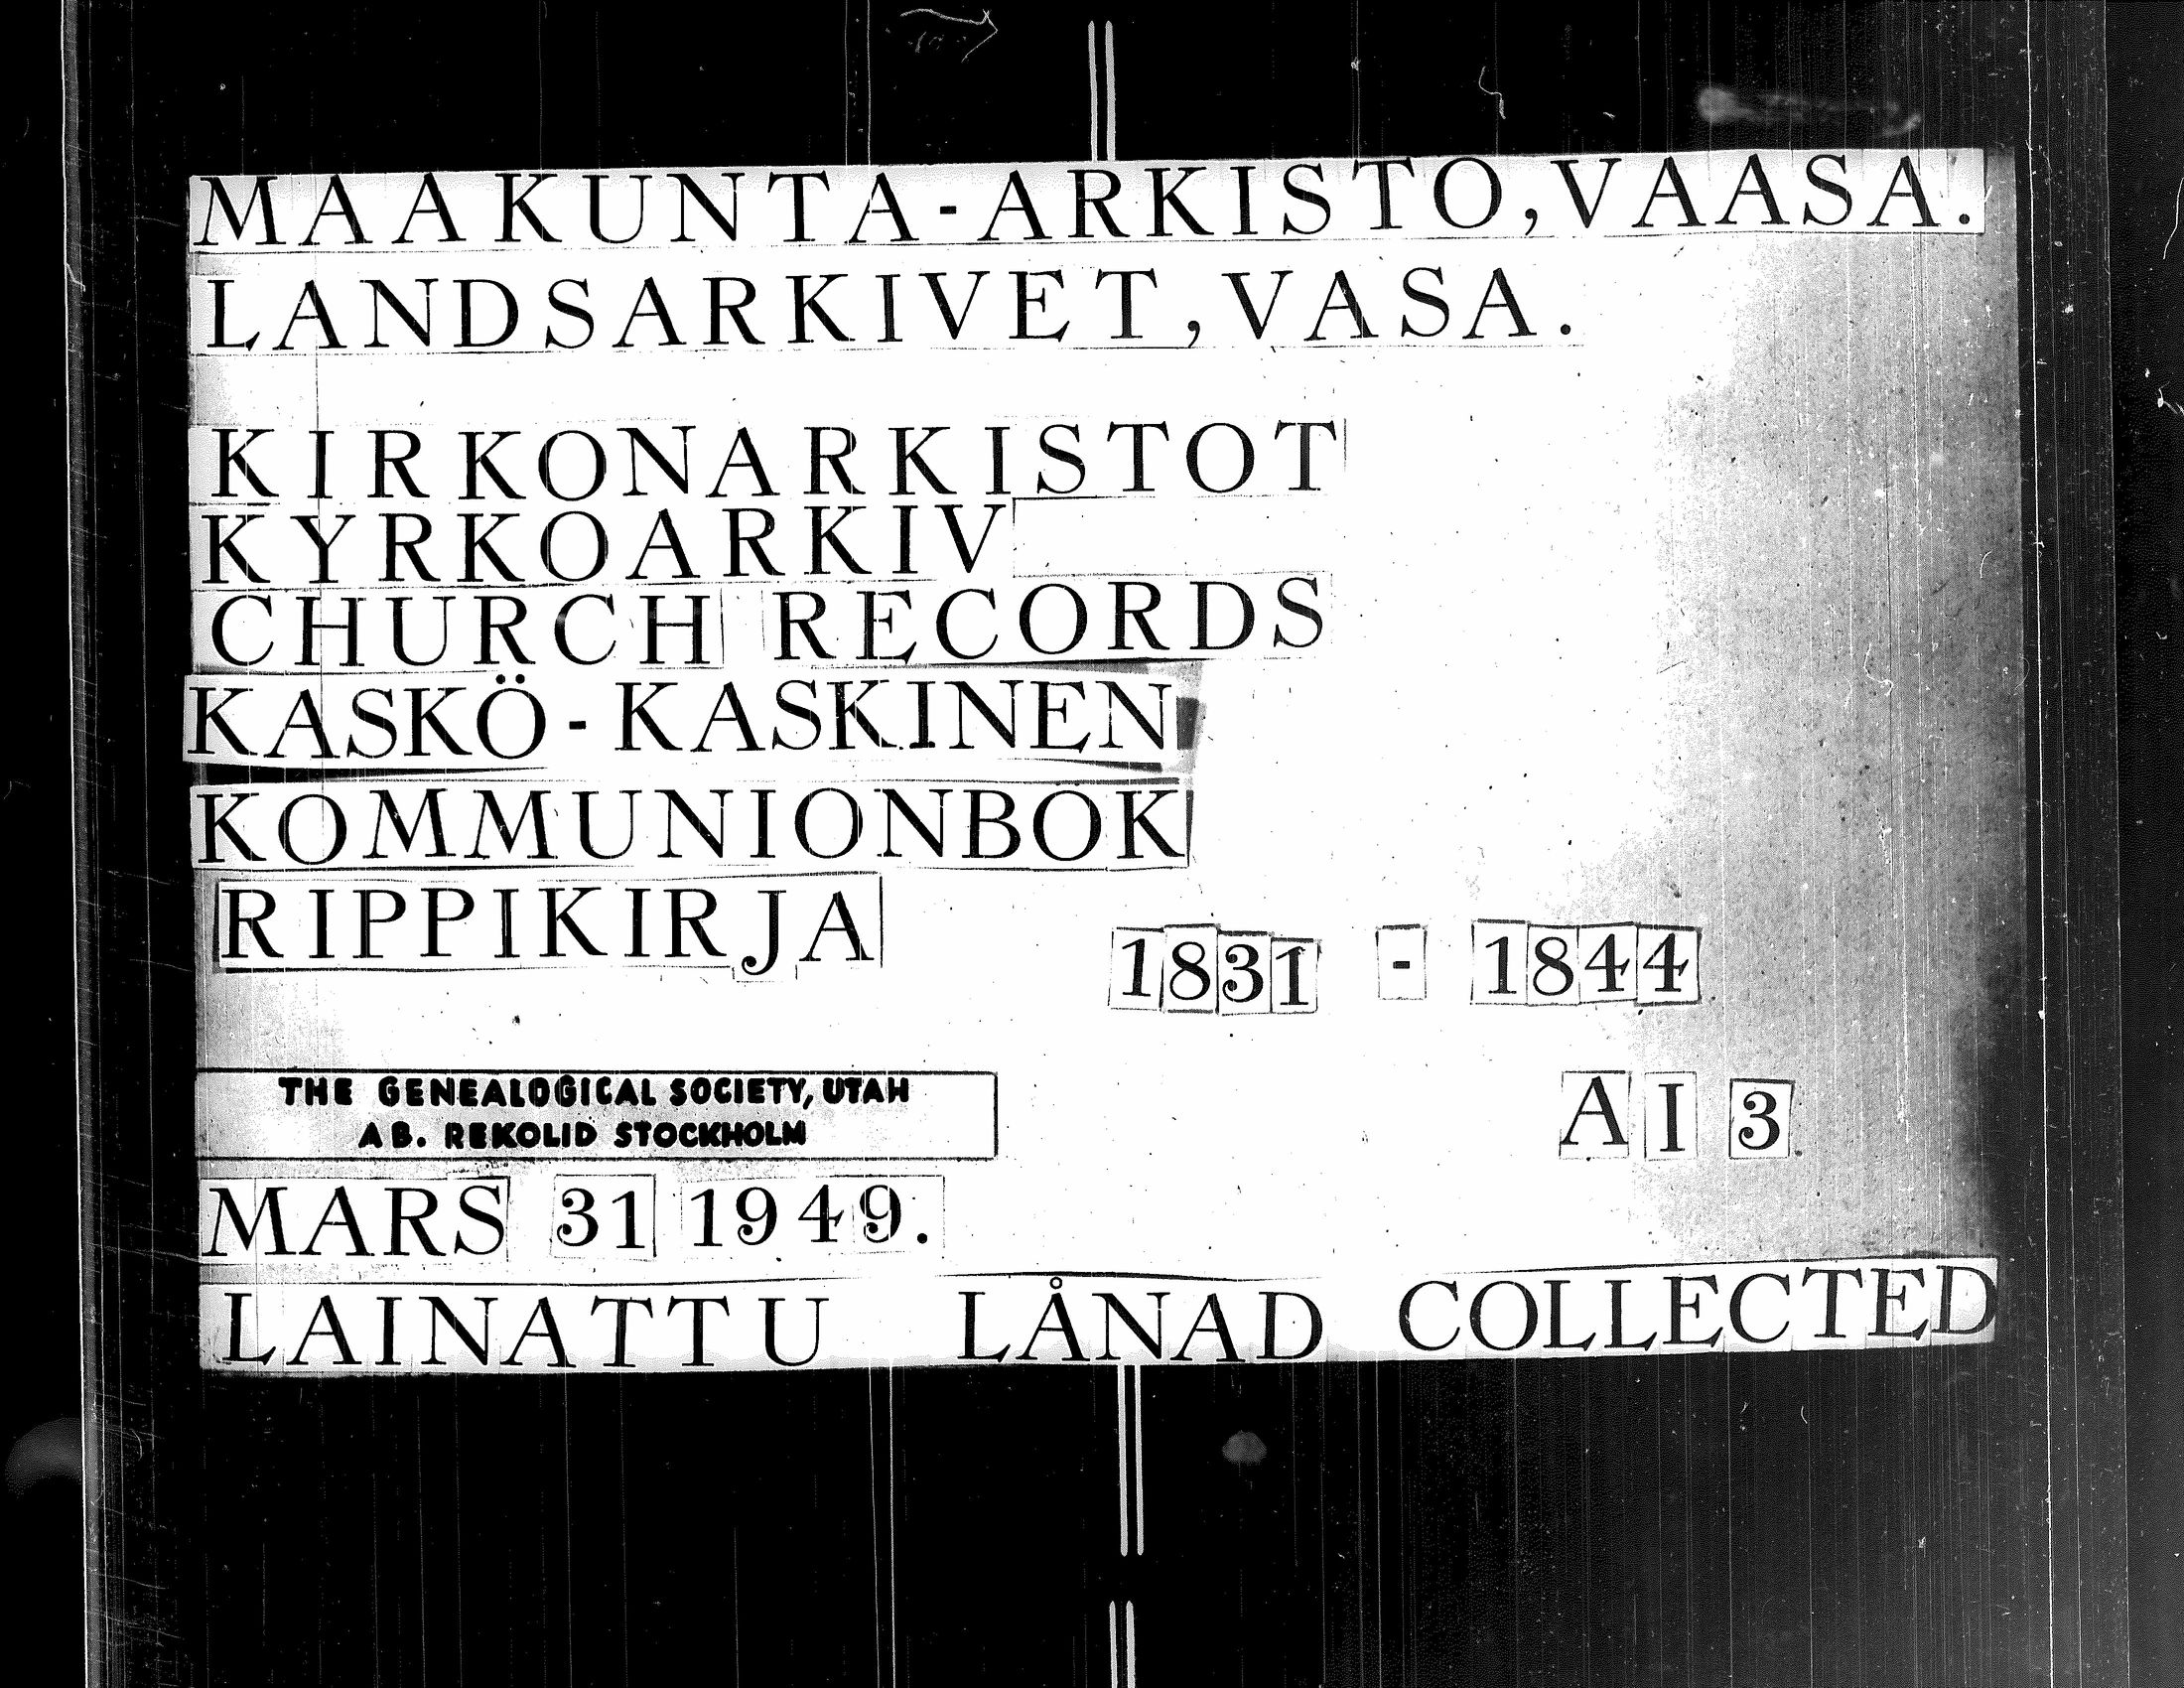 MAAKUNTA-ARKISTO, VAASA.
LANDSARKIVET, VASA.
KIRKONARKISTOT
KYRKOARKIV
CHURCH RECORDS
KASKÖ - KASKINEN
KOMMUNIONBOK
RIPPIKIRJA
1831 - 1844
THE GENEALOGICAL SOCIETY, UTAH
AB. REKOLID STOCKHOLM
A I 3
MARS 31 1949.
LAINATTU LÅNAD COLLECTED